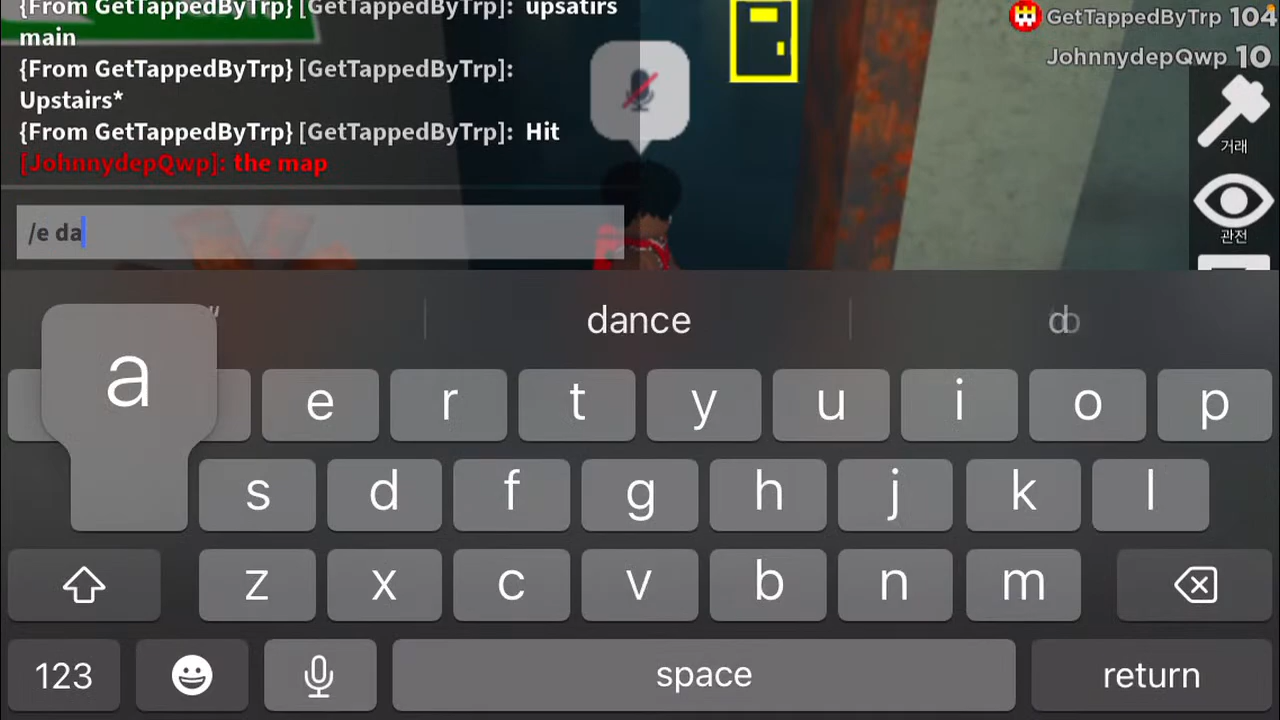 {From GetTappedByTrp} [GetTappedByTrp]: upsatirs
main
{From GetTappedByTrp} [GetTappedByTrp]:
Upstairs*
{From GetTappedByTrp} [GetTappedByTrp]: Hit
[JohnnydepQwp]: the map
GetTappedByTrp 104
JohnnydepQwp 10
거래
관전
/e da
dance
a
e r t y u i o p
s d f g h j k l
z x c v b n m
123 space return